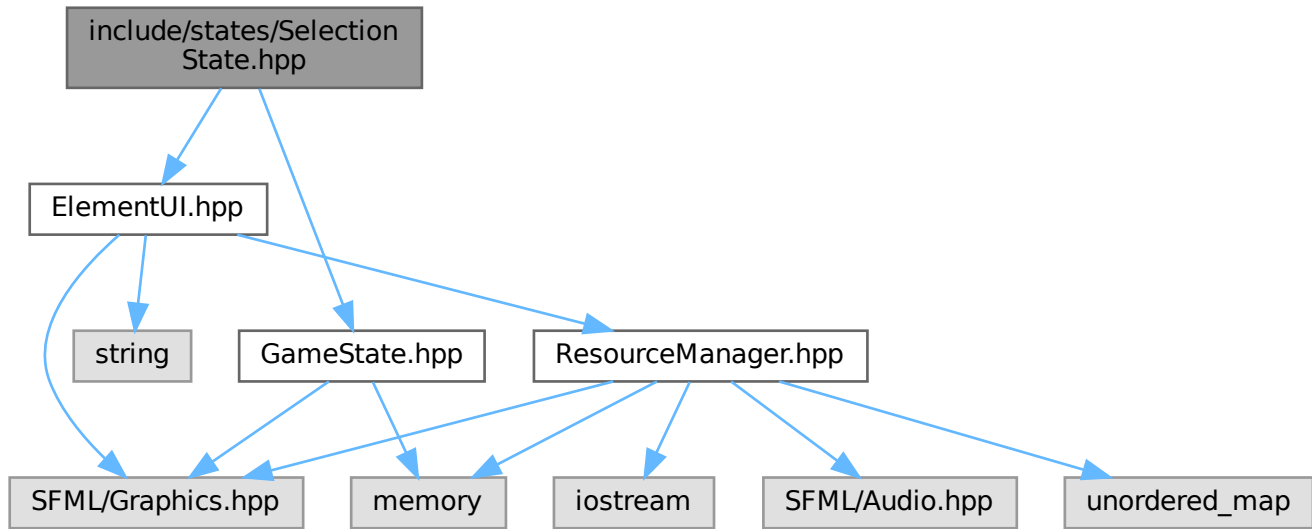 include/states/Selection
State.hpp
ElementUI.hpp
string
GameState.hpp
ResourceManager.hpp
SFML/Graphics.hpp
memory
iostream
SFML/Audio.hpp
unordered_map